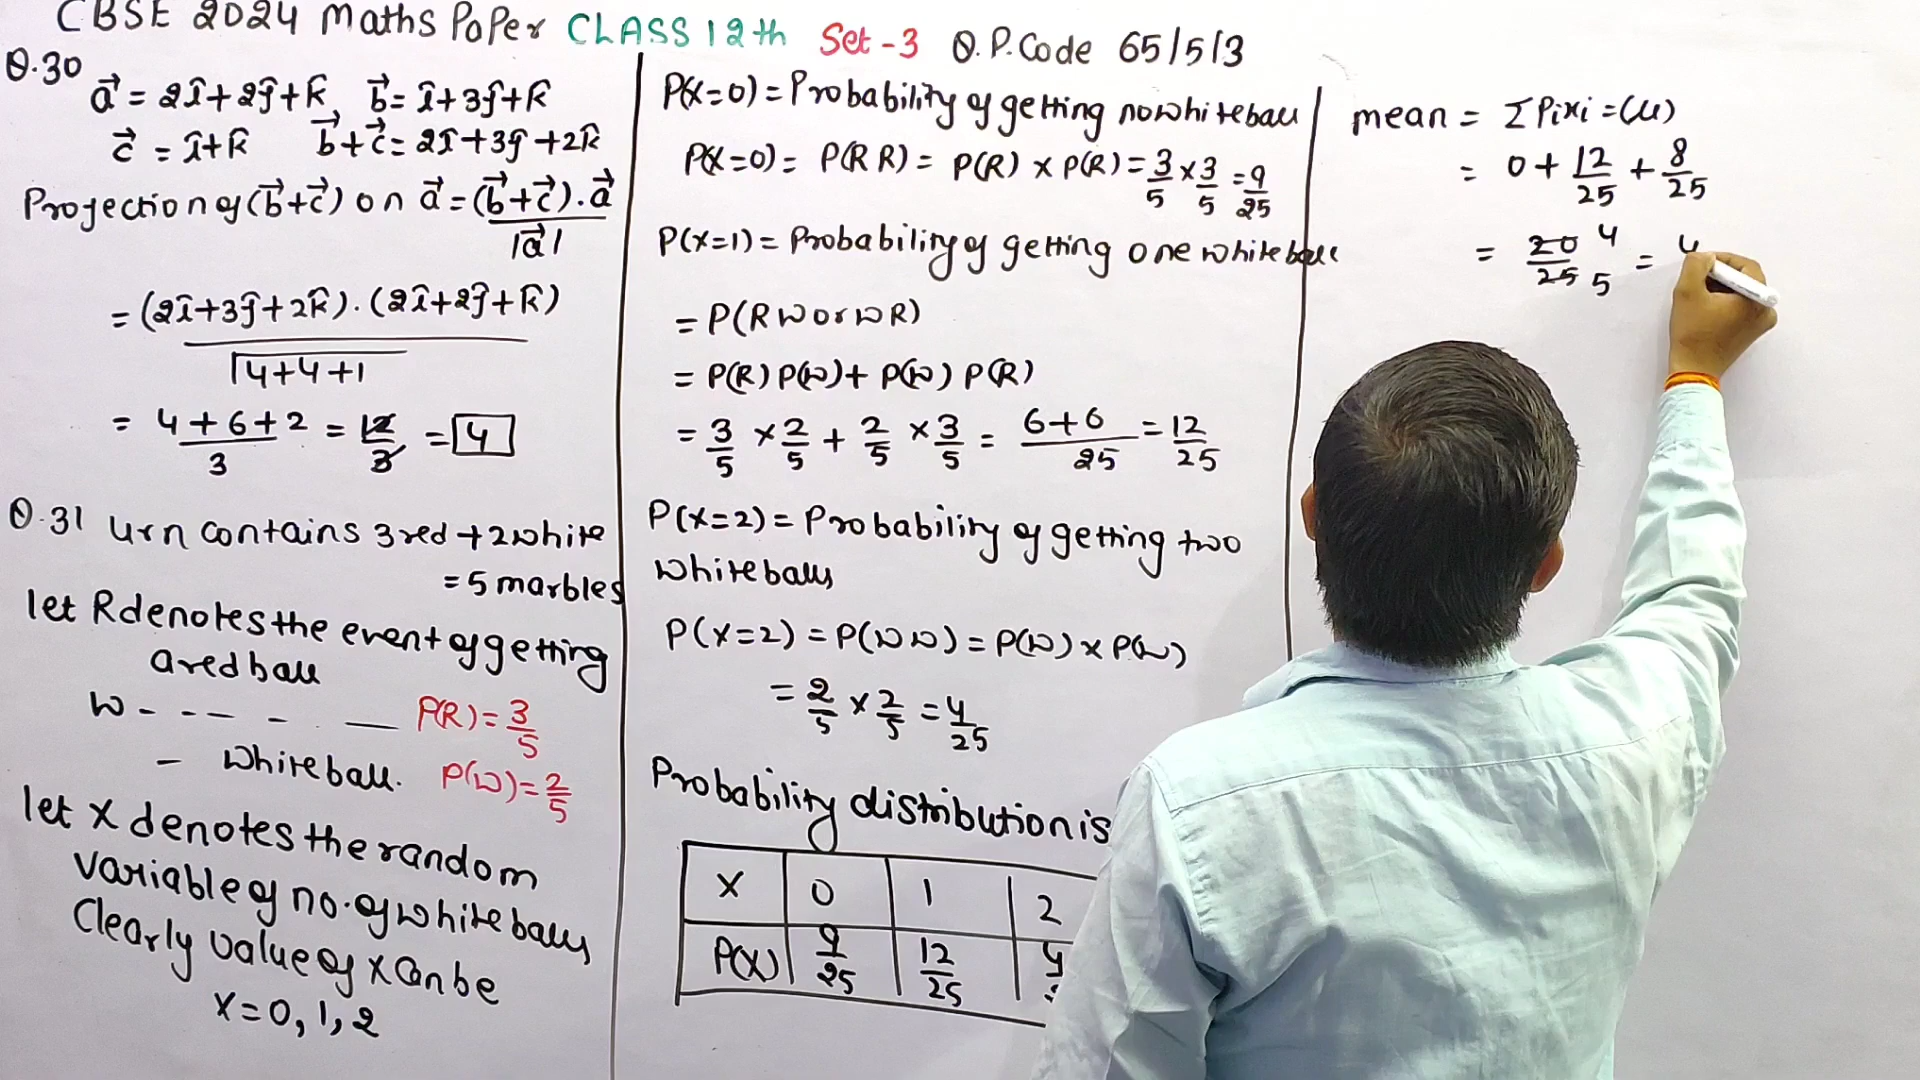 CBSE 2024 Maths Paper CLASS 12th Set-3 Q.P.Code 65/5/3
Q.30
a⃗ = 2î+2ĵ+k̂, b⃗ = î+3ĵ+k̂
c⃗ = î+k̂ b⃗+c⃗ = 2î+3ĵ+2k̂
Projection of (b⃗+c⃗) on a⃗ = (b⃗+c⃗).a⃗ / |a⃗|
= (2î+3ĵ+2k̂).(2î+2ĵ+k̂) / √4+4+1
= 4+6+2 / 3 = 12/3 = 4
Q.31 Urn contains 3red+2white
= 5 marbles
let R denotes the event of getting
a red ball
W - - - - — P(R) = 3/5
- White ball. P(W) = 2/5
let X denotes the random
Variable of no. of white balls
Clearly value of X can be
X=0, 1, 2
P(X=0) = Probability of getting no white ball
P(X=0) = P(RR) = P(R) × P(R) = 3/5 × 3/5 = 9/25
P(X=1) = Probability of getting one white ball
= P(RW or WR)
= P(R) P(W) + P(W) P(R)
= 3/5 × 2/5 + 2/5 × 3/5 = 6+6 / 25 = 12/25
P(X=2) = Probability of getting two
White balls
P(X=2) = P(WW) = P(W) × P(W)
= 2/5 × 2/5 = 4/25
Probability distribution is
X 0 1 2
P(X) 9/25 12/25 4
mean = Σ Pixi = (μ)
= 0 + 12/25 + 8/25
= 20/25 4/5 = 4